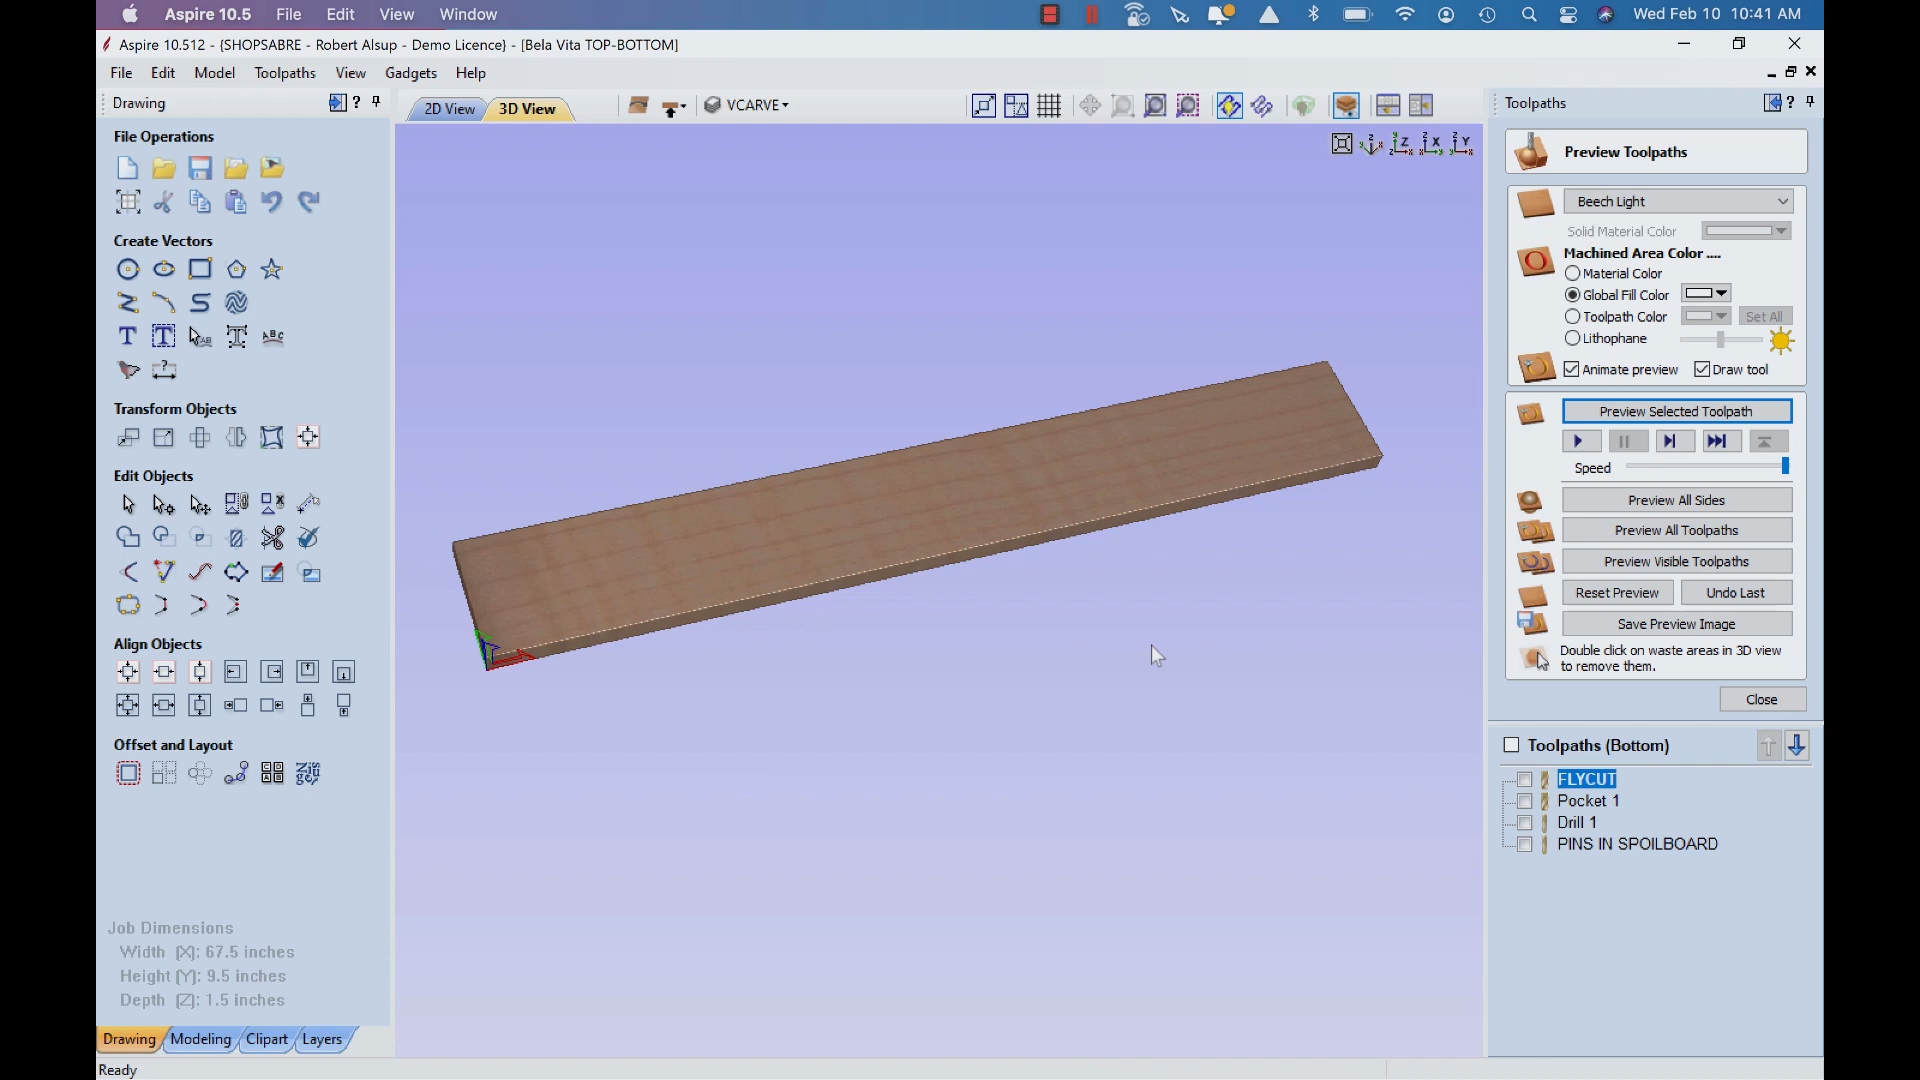 Aspire 10.5 File Edit View Window Wed Feb 10 10:41 AM
Aspire 10.512 - {SHOPSABRE - Robert Alsup - Demo Licence} - [Bela Vita TOP-BOTTOM]
File Edit Model Toolpaths View Gadgets Help
Drawing
File Operations
Create Vectors
Transform Objects
Edit Objects
Align Objects
Offset and Layout
Job Dimensions
Width (X): 67.5 inches
Height (Y): 9.5 inches
Depth (Z): 1.5 inches
Drawing Modeling Clipart Layers
Ready
2D View 3D View VCARVE
Toolpaths
Preview Toolpaths
Beech Light
Solid Material Color
Machined Area Color ....
Material Color
Global Fill Color
Toolpath Color Set All
Lithophane
Animate preview Draw tool
Preview Selected Toolpath
Speed
Preview All Sides
Preview All Toolpaths
Preview Visible Toolpaths
Reset Preview Undo Last
Save Preview Image
Double click on waste areas in 3D view
to remove them.
Close
Toolpaths (Bottom)
FLYCUT
Pocket 1
Drill 1
PINS IN SPOILBOARD